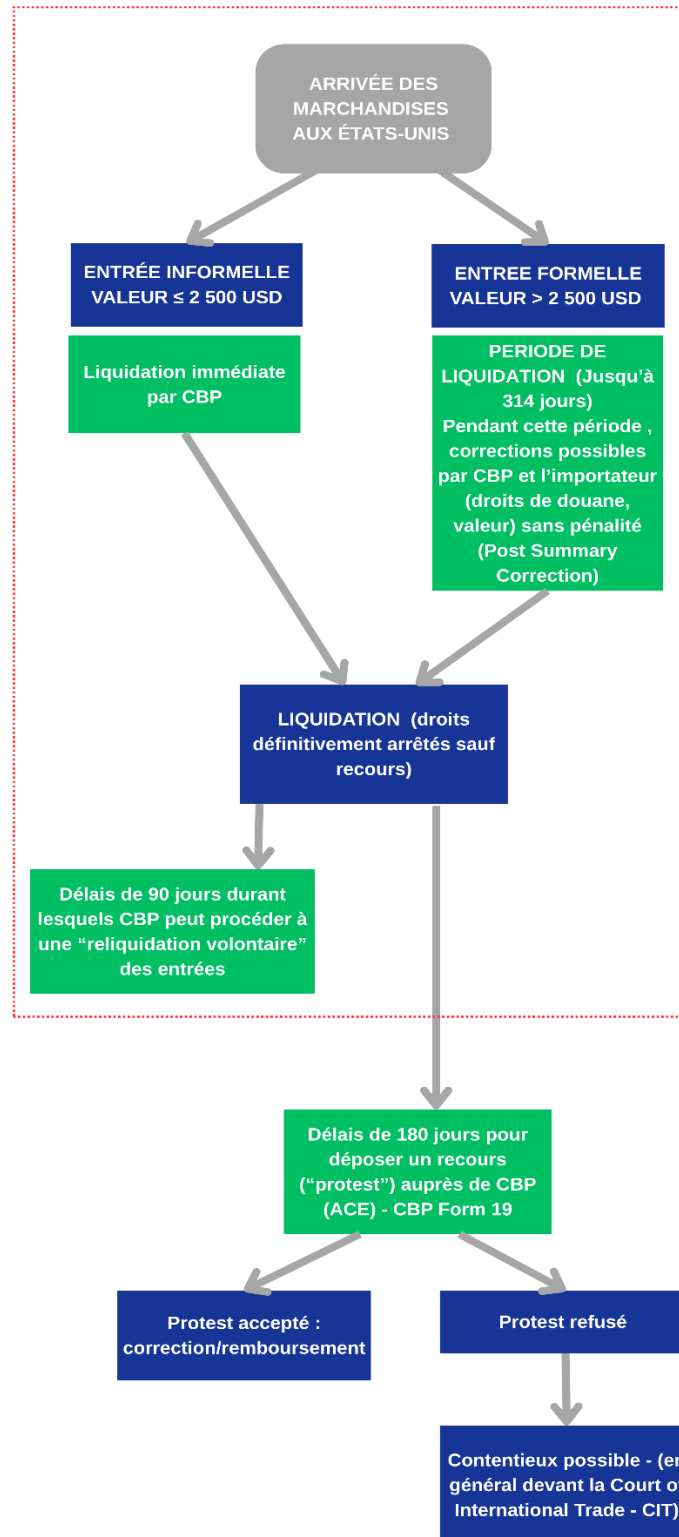 ARRIVÉE DES
MARCHANDISES
AUX ÉTATS-UNIS
ENTRÉE INFORMELLE
VALEUR ≤ 2 500 USD
Liquidation immédiate
par CBP
ENTREE FORMELLE
VALEUR > 2 500 USD
PERIODE DE
LIQUIDATION (Jusqu'à
314 jours)
Pendant cette période ,
corrections possibles
par CBP et l'importateur
(droits de douane,
valeur) sans pénalité
(Post Summary
Correction)
LIQUIDATION (droits
définitivement arrêtés sauf
recours)
Délais de 90 jours durant
lesquels CBP peut procéder à
une “reliquidation volontaire”
des entrées
Délais de 180 jours pour
déposer un recours
(“protest”) auprès de CBP
(ACE) - CBP Form 19
Protest accepté :
correction/remboursement
Protest refusé
Contentieux possible - (en
général devant la Court of
International Trade - CIT)